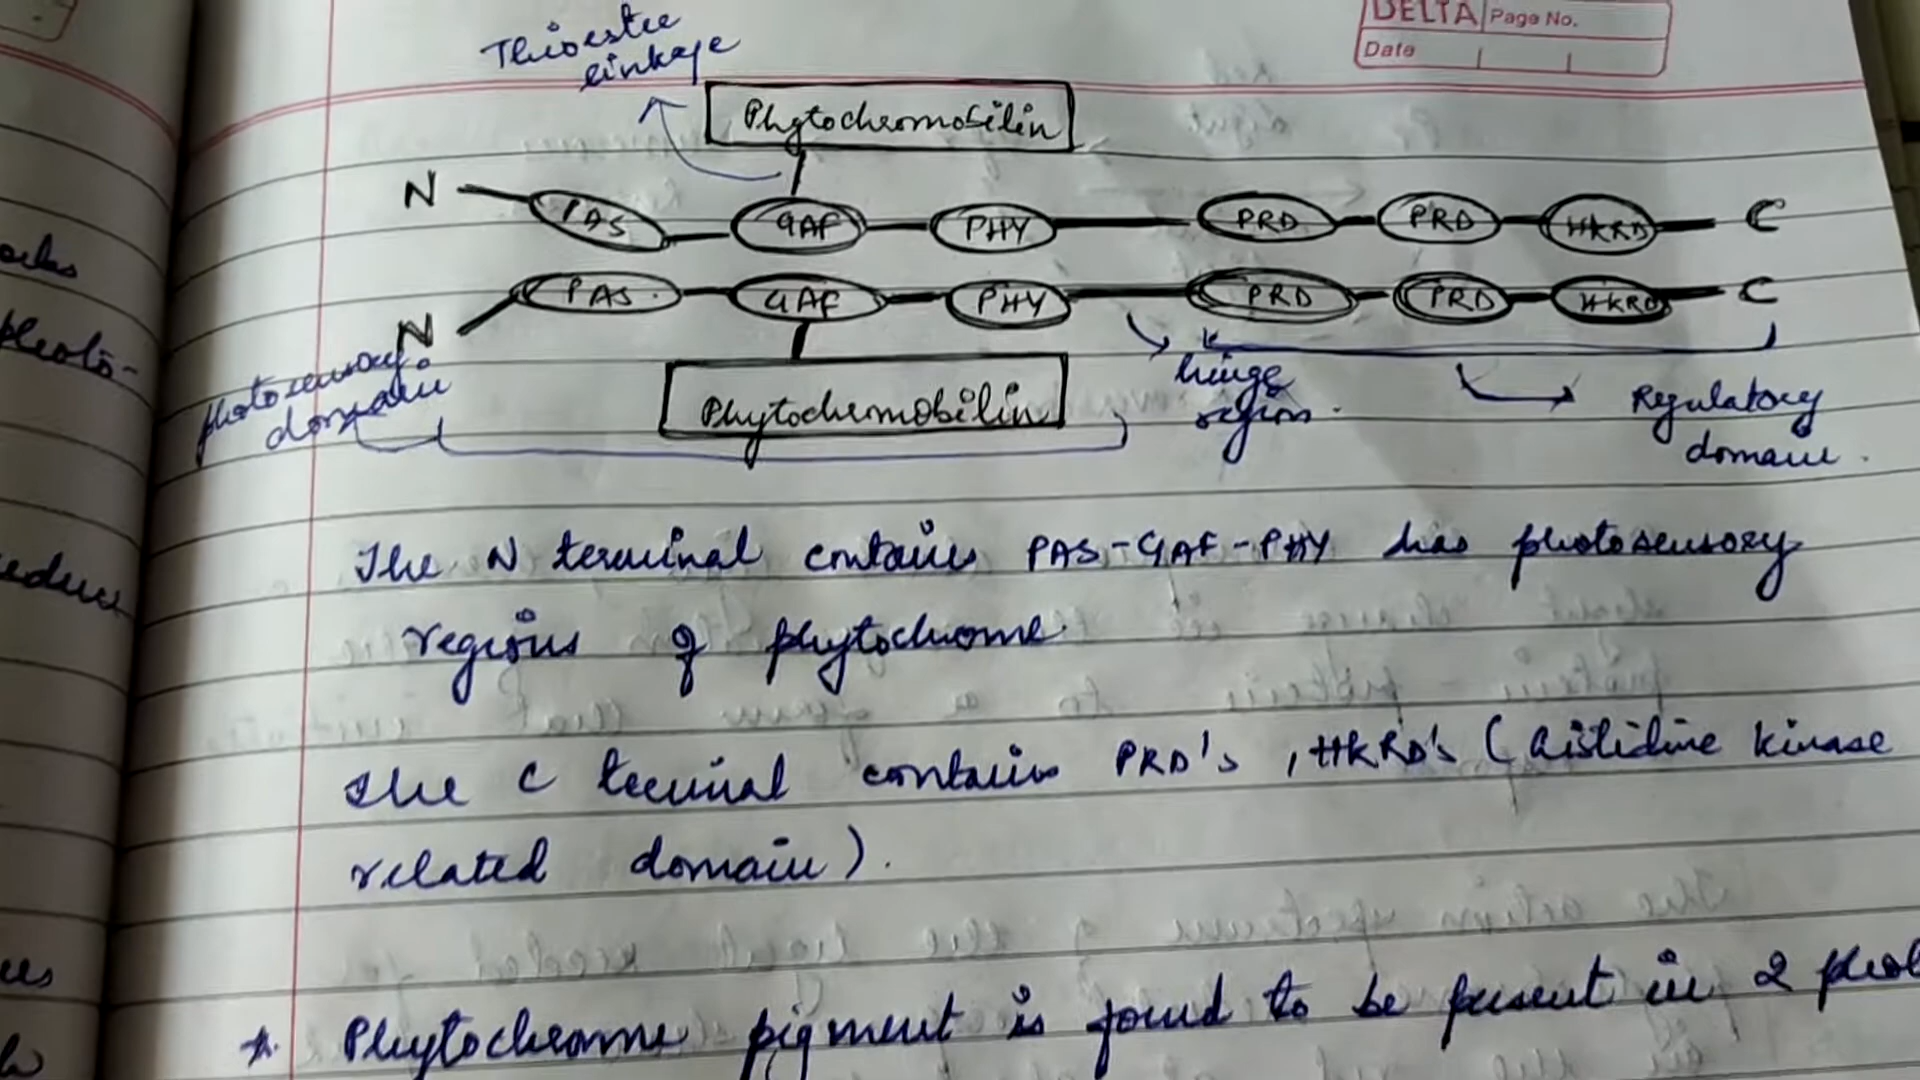 DELTA Page No.
Date
Thioester
linkage
Phytochromobilin
N PAS GAF PHY PRD PRD HKRD C
N PAS GAF PHY PRD PRD HKRD C
photosensory
domain
Phytochromobilin
hinge
region.
Regulatory
domain.
The N terminal contains PAS-GAF-PHY has photosensory
regions of phytochrome
The C terminal contains PRD's, HKRD's (Histidine kinase
related domain).
* Phytochrome pigment is found to be present in 2